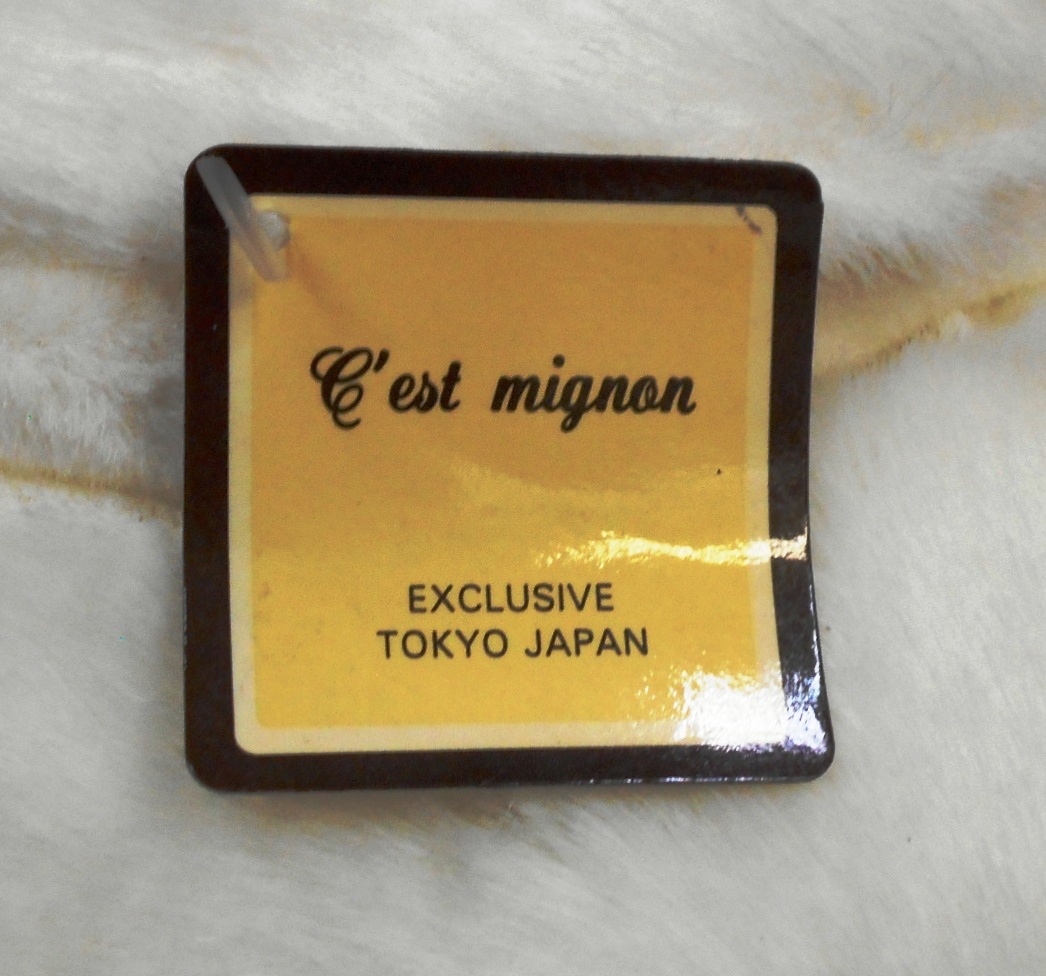 C'est mignon
EXCLUSIVE
TOKYO JAPAN